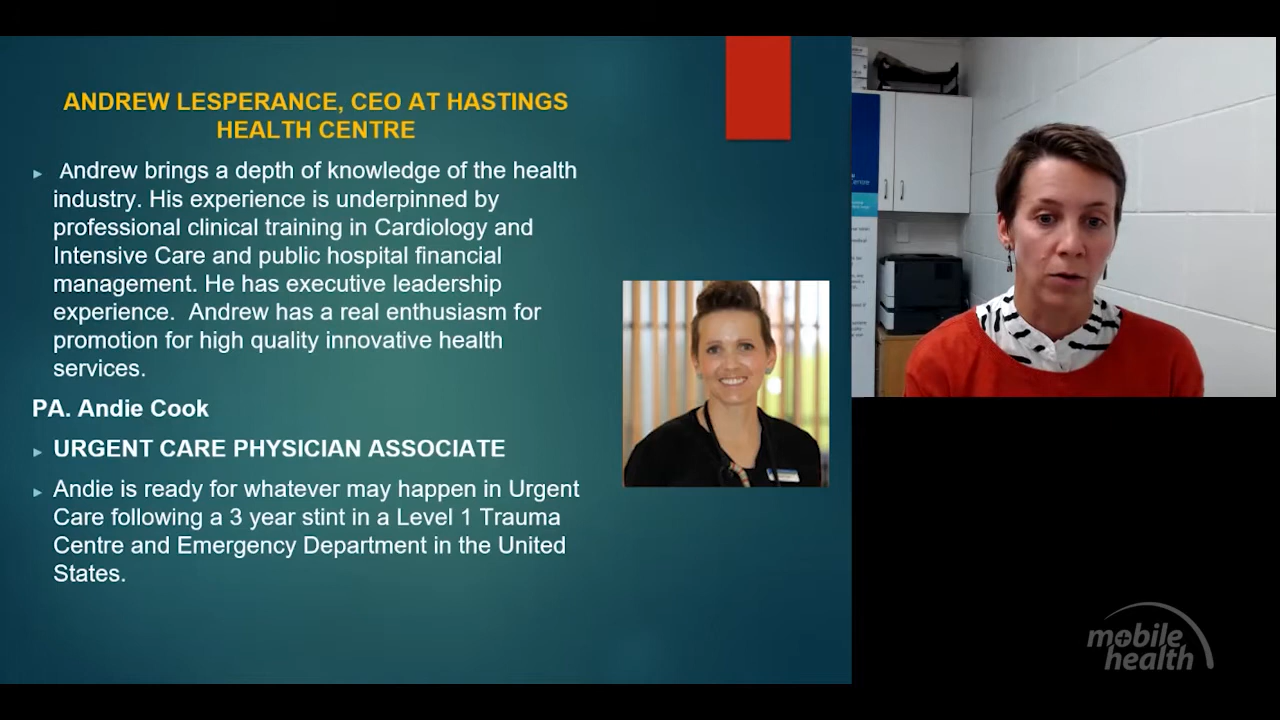 ANDREW LESPERANCE, CEO AT HASTINGS
HEALTH CENTRE
Andrew brings a depth of knowledge of the health
industry. His experience is underpinned by
professional clinical training in Cardiology and
Intensive Care and public hospital financial
management. He has executive leadership
experience.  Andrew has a real enthusiasm for
promotion for high quality innovative health
services.
PA. Andie Cook
URGENT CARE PHYSICIAN ASSOCIATE
Andie is ready for whatever may happen in Urgent
Care following a 3 year stint in a Level 1 Trauma
Centre and Emergency Department in the United
States.
mobile
health